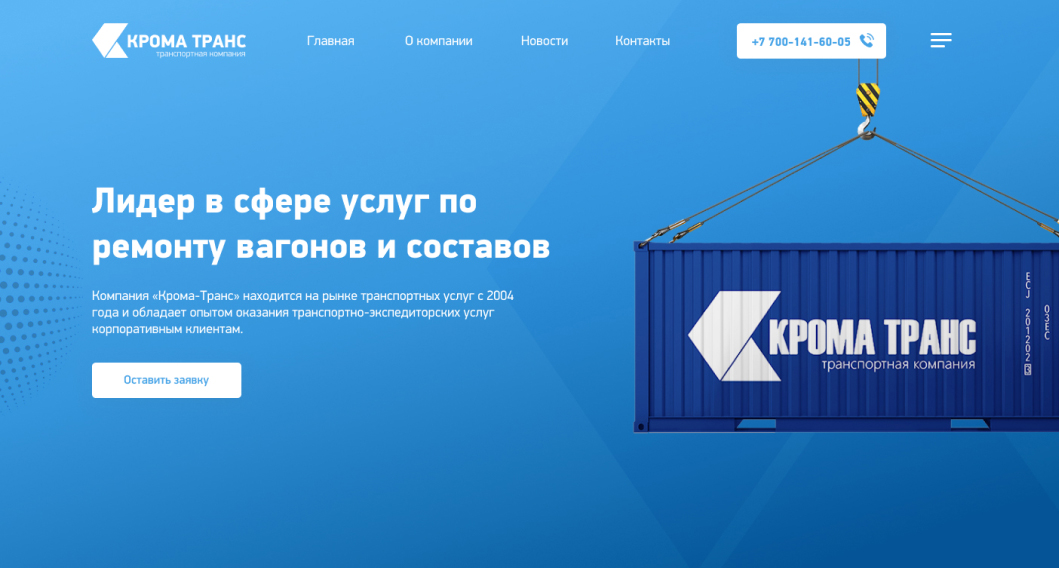 КРОМА ТРАНС
транспортная компания
Главная
О компании
Новости
Контакты
+7 700-141-60-05
Лидер в сфере услуг по
ремонту вагонов и составов
Компания «Крома-Транс» находится на рынке транспортных услуг с 2004
года и обладает опытом оказания транспортно-экспедиторских услуг
корпоративным клиентам.
Оставить заявку
КРОМА ТРАНС
транспортная компания
ECJ 201202 3
03EC